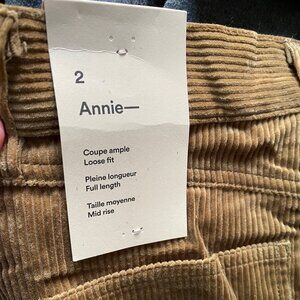 2
Annie—
Coupe ample
Loose fit
Pleine longueur
Full length
Taille moyenne
Mid rise